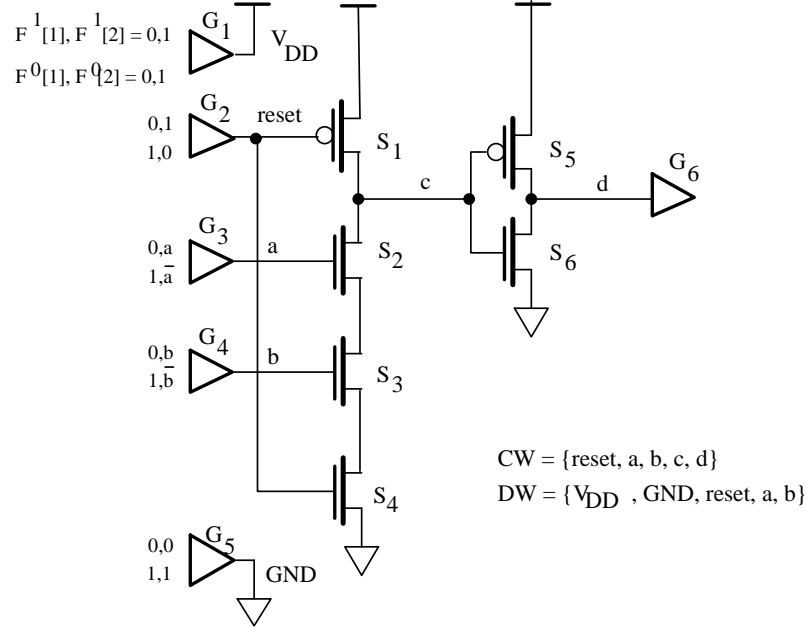 F¹[1], F¹[2] = 0,1
F⁰[1], F⁰[2] = 0,1
G₁
V_DD
G₂
0,1
1,0
reset
S₁
c
S₅
d
G₆
G₃
0,a
1,a̅
a
S₂
S₆
G₄
0,b
1,b̅
b
S₃
CW = {reset, a, b, c, d}
DW = {V_DD , GND, reset, a, b}
S₄
G₅
0,0
1,1
GND